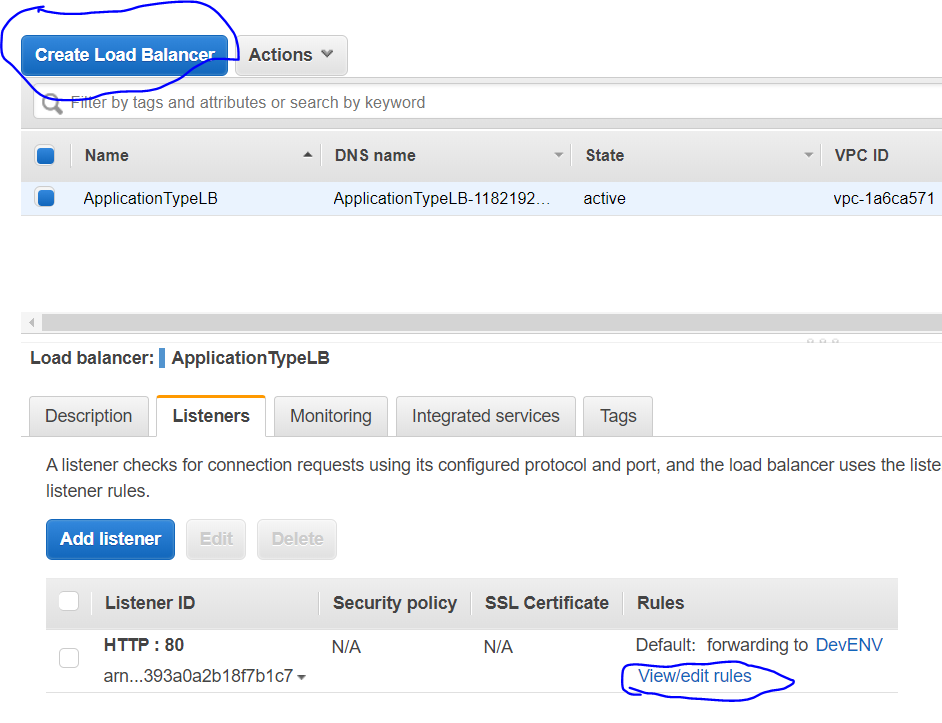 Create Load Balancer Actions
Filter by tags and attributes or search by keyword
Name DNS name State VPC ID
ApplicationTypeLB ApplicationTypeLB-1182192... active vpc-1a6ca571
Load balancer: ApplicationTypeLB
Description Listeners Monitoring Integrated services Tags
A listener checks for connection requests using its configured protocol and port, and the load balancer uses the liste
listener rules.
Add listener Edit Delete
Listener ID Security policy SSL Certificate Rules
HTTP : 80 N/A N/A Default: forwarding to DevENV
arn...393a0a2b18f7b1c7 View/edit rules